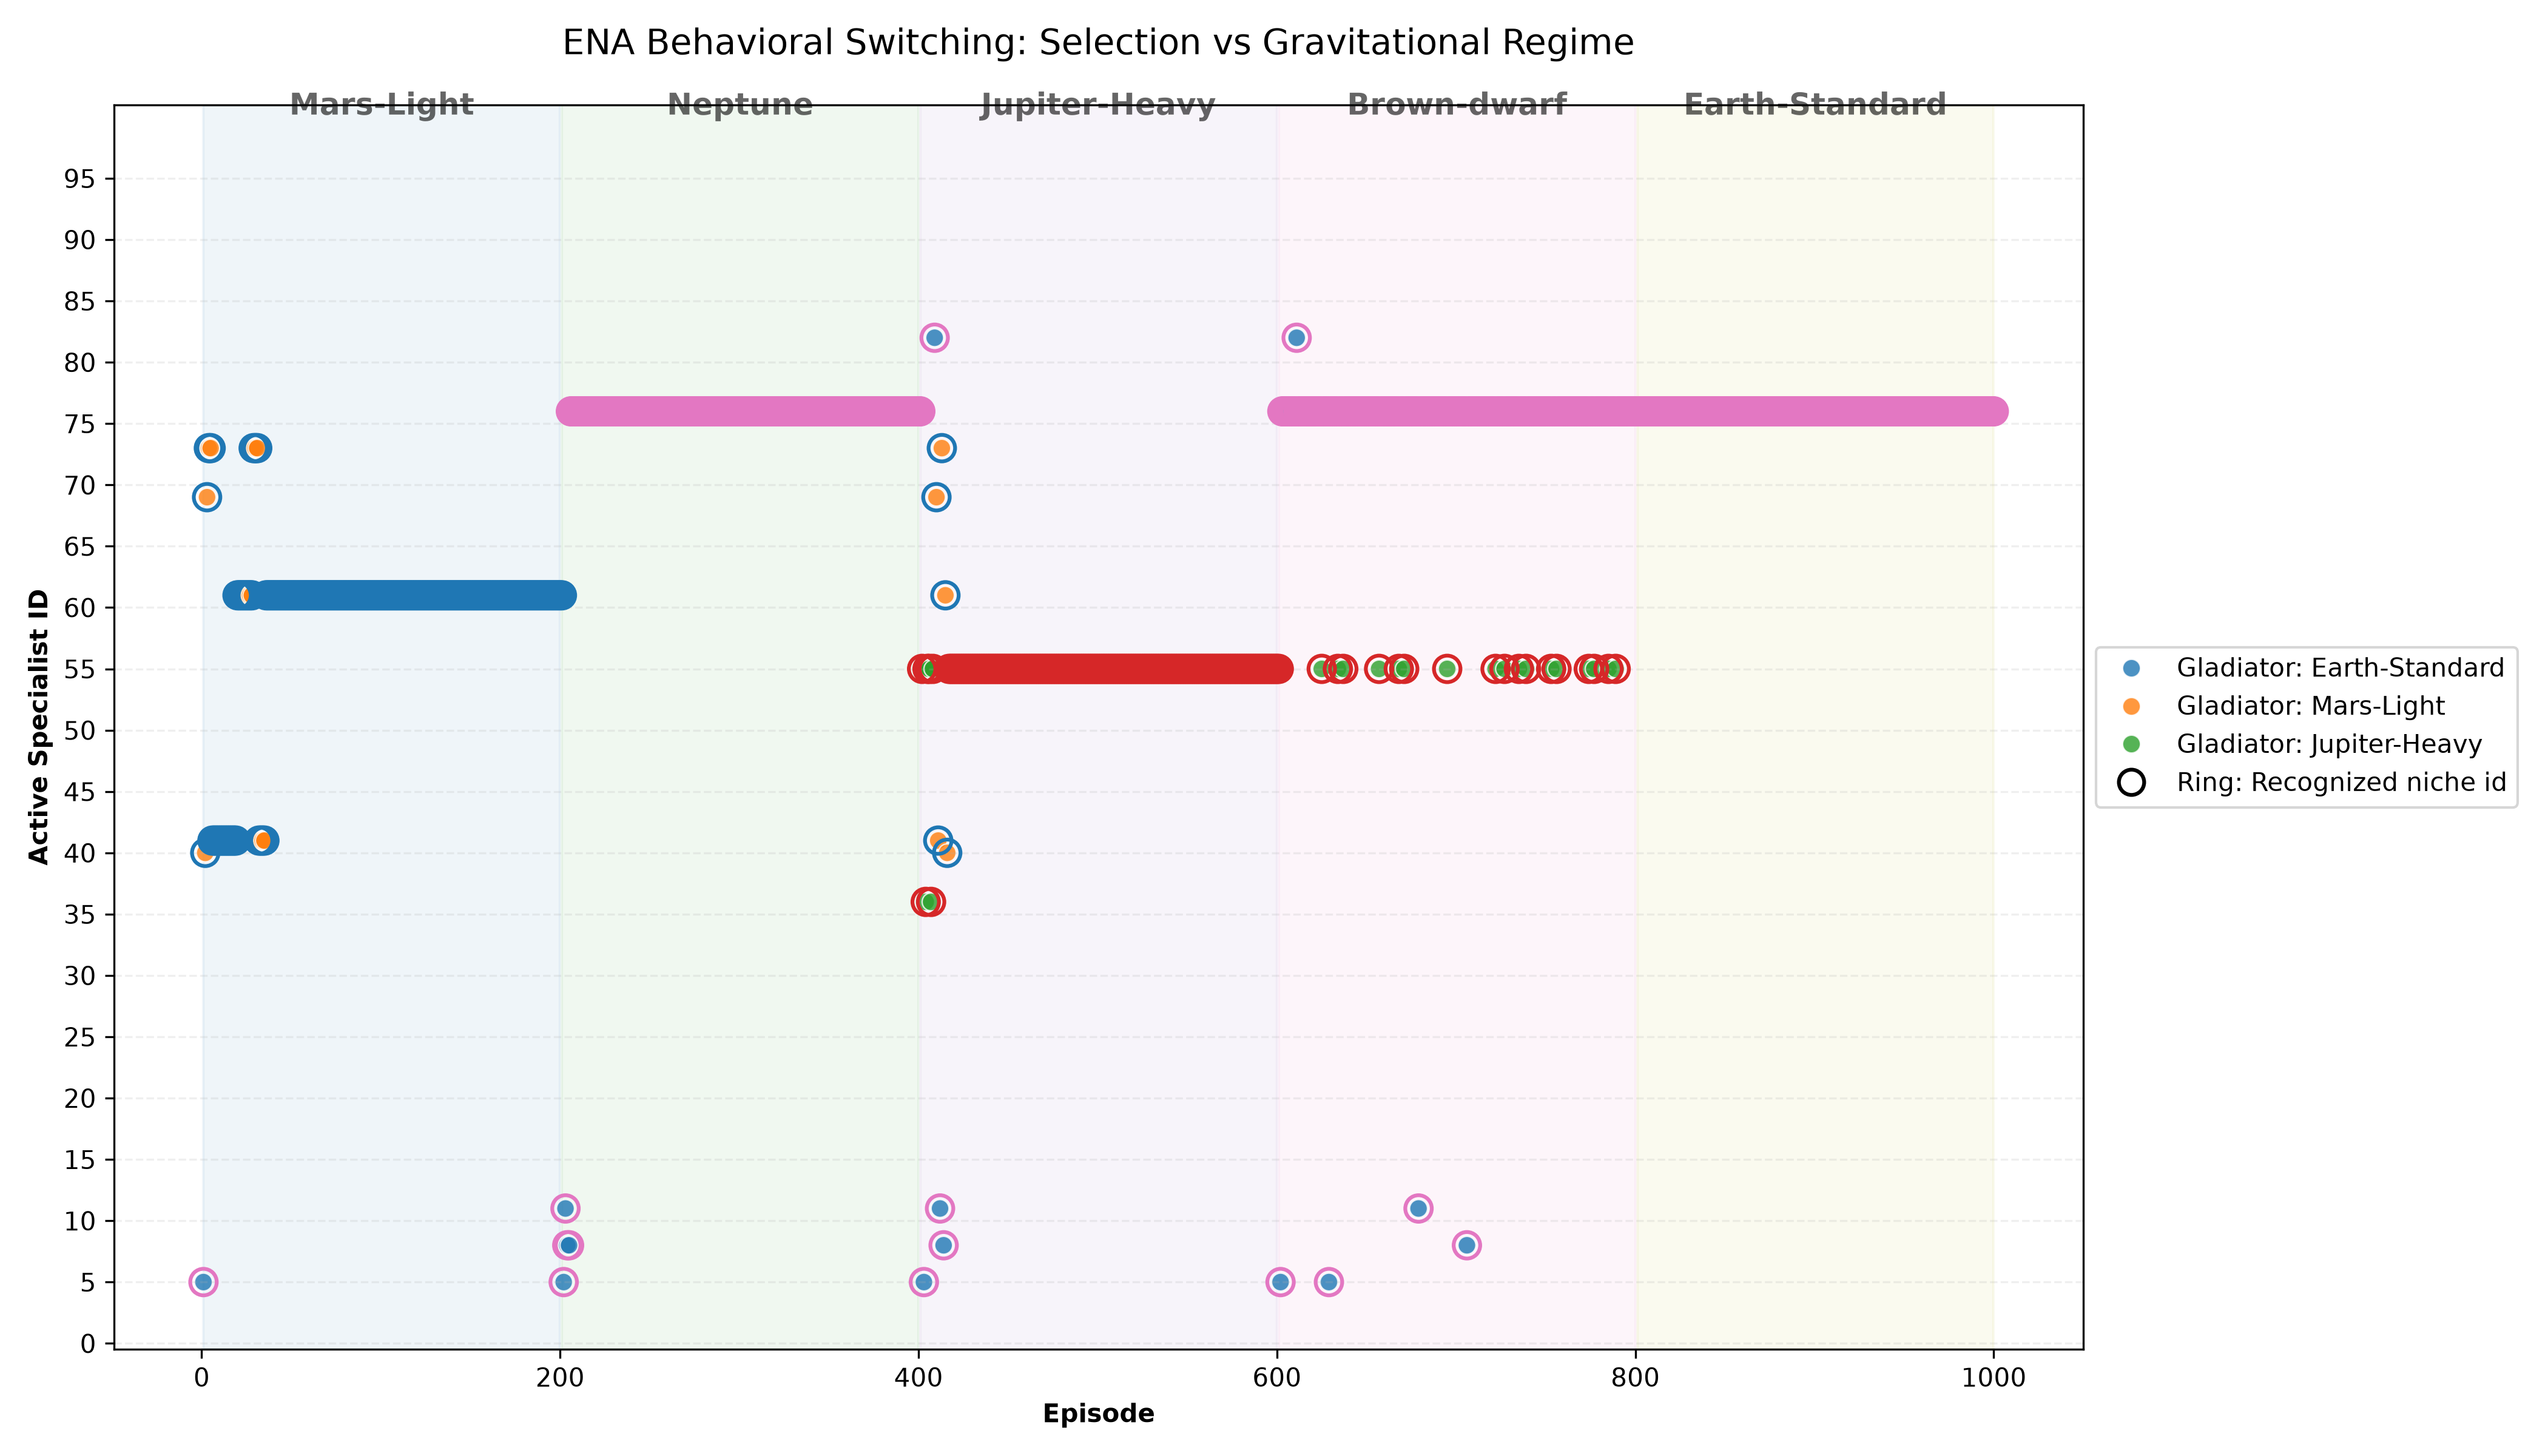 ENA Behavioral Switching: Selection vs Gravitational Regime
Mars-Light Neptune Jupiter-Heavy Brown-dwarf Earth-Standard
95
90
85
80
75
70
65
60
55
50
45
40
35
30
25
20
15
10
5
0
Active Specialist ID
0 200 400 600 800 1000
Episode
Gladiator: Earth-Standard
Gladiator: Mars-Light
Gladiator: Jupiter-Heavy
Ring: Recognized niche id